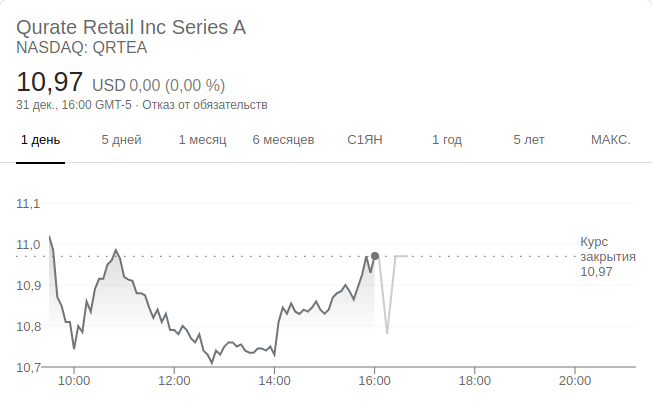 Qurate Retail Inc Series A
NASDAQ: QRTEA
10,97 USD 0,00 (0,00 %)
31 дек., 16:00 GMT-5 · Отказ от обязательств
1 день 5 дней 1 месяц 6 месяцев С1ЯН 1 год 5 лет МАКС.
11,1
11,0
10,9
10,8
10,7
Курс
закрытия
10,97
10:00 12:00 14:00 16:00 18:00 20:00